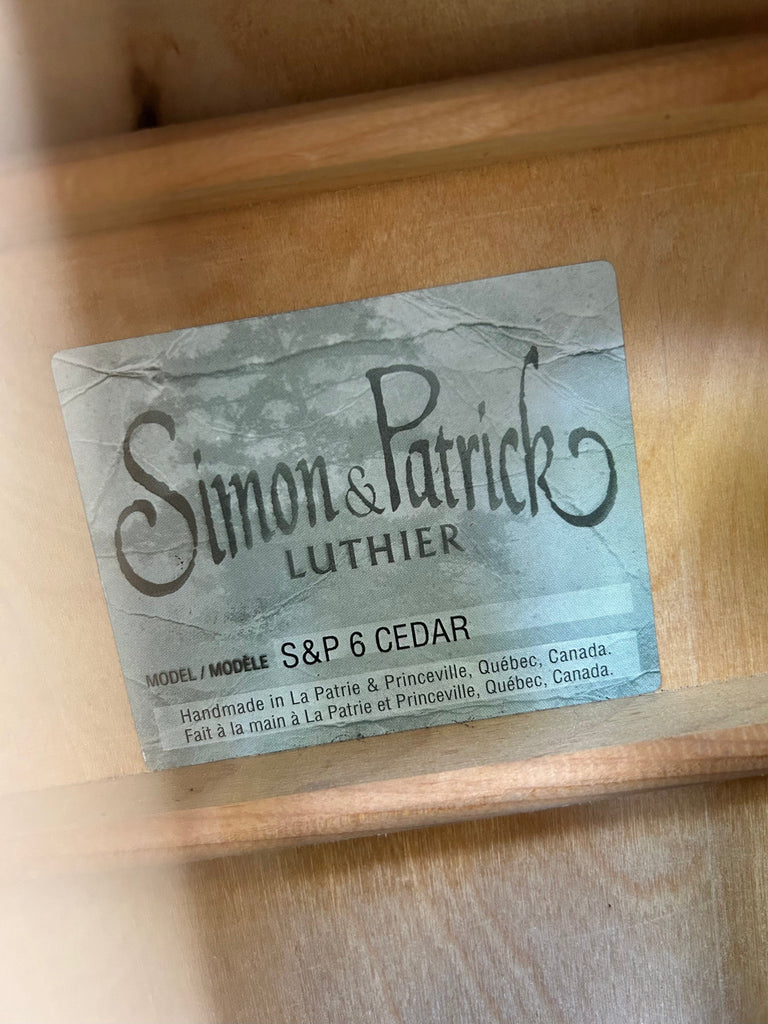 Simon & Patrick
LUTHIER
MODEL / MODÈLE S&P 6 CEDAR
Handmade in La Patrie & Princeville, Québec, Canada.
Fait à la main à La Patrie et Princeville, Québec, Canada.